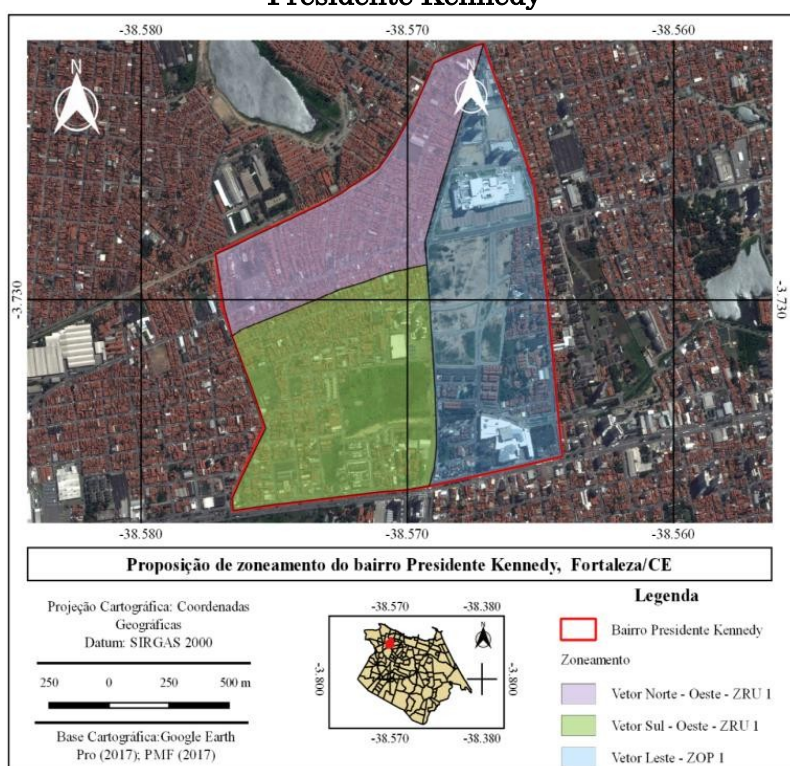 Presidente Kennedy
-38.580 -38.570 -38.560
N N
-3.730 -3.730
-38.580 -38.570 -38.560
Proposição de zoneamento do bairro Presidente Kennedy, Fortaleza/CE
Projeção Cartográfica: Coordenadas
Geográficas
Datum: SIRGAS 2000
250 0 250 500 m
Base Cartográfica:Google Earth
Pro (2017); PMF (2017)
-38.570 -38.380
N
-3.800 -3.800
-38.570 -38.380
Legenda
Bairro Presidente Kennedy
Zoneamento
Vetor Norte - Oeste - ZRU 1
Vetor Sul - Oeste - ZRU 1
Vetor Leste - ZOP 1